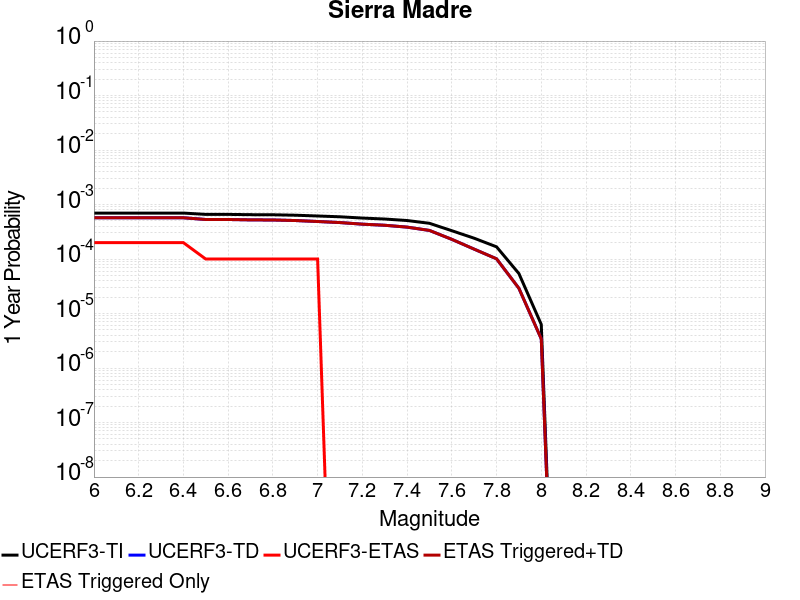 Sierra Madre
10^0
10^-1
10^-2
10^-3
10^-4
10^-5
10^-6
10^-7
10^-8
1 Year Probability
6 6.2 6.4 6.6 6.8 7 7.2 7.4 7.6 7.8 8 8.2 8.4 8.6 8.8 9
Magnitude
UCERF3-TI UCERF3-TD UCERF3-ETAS ETAS Triggered+TD
ETAS Triggered Only